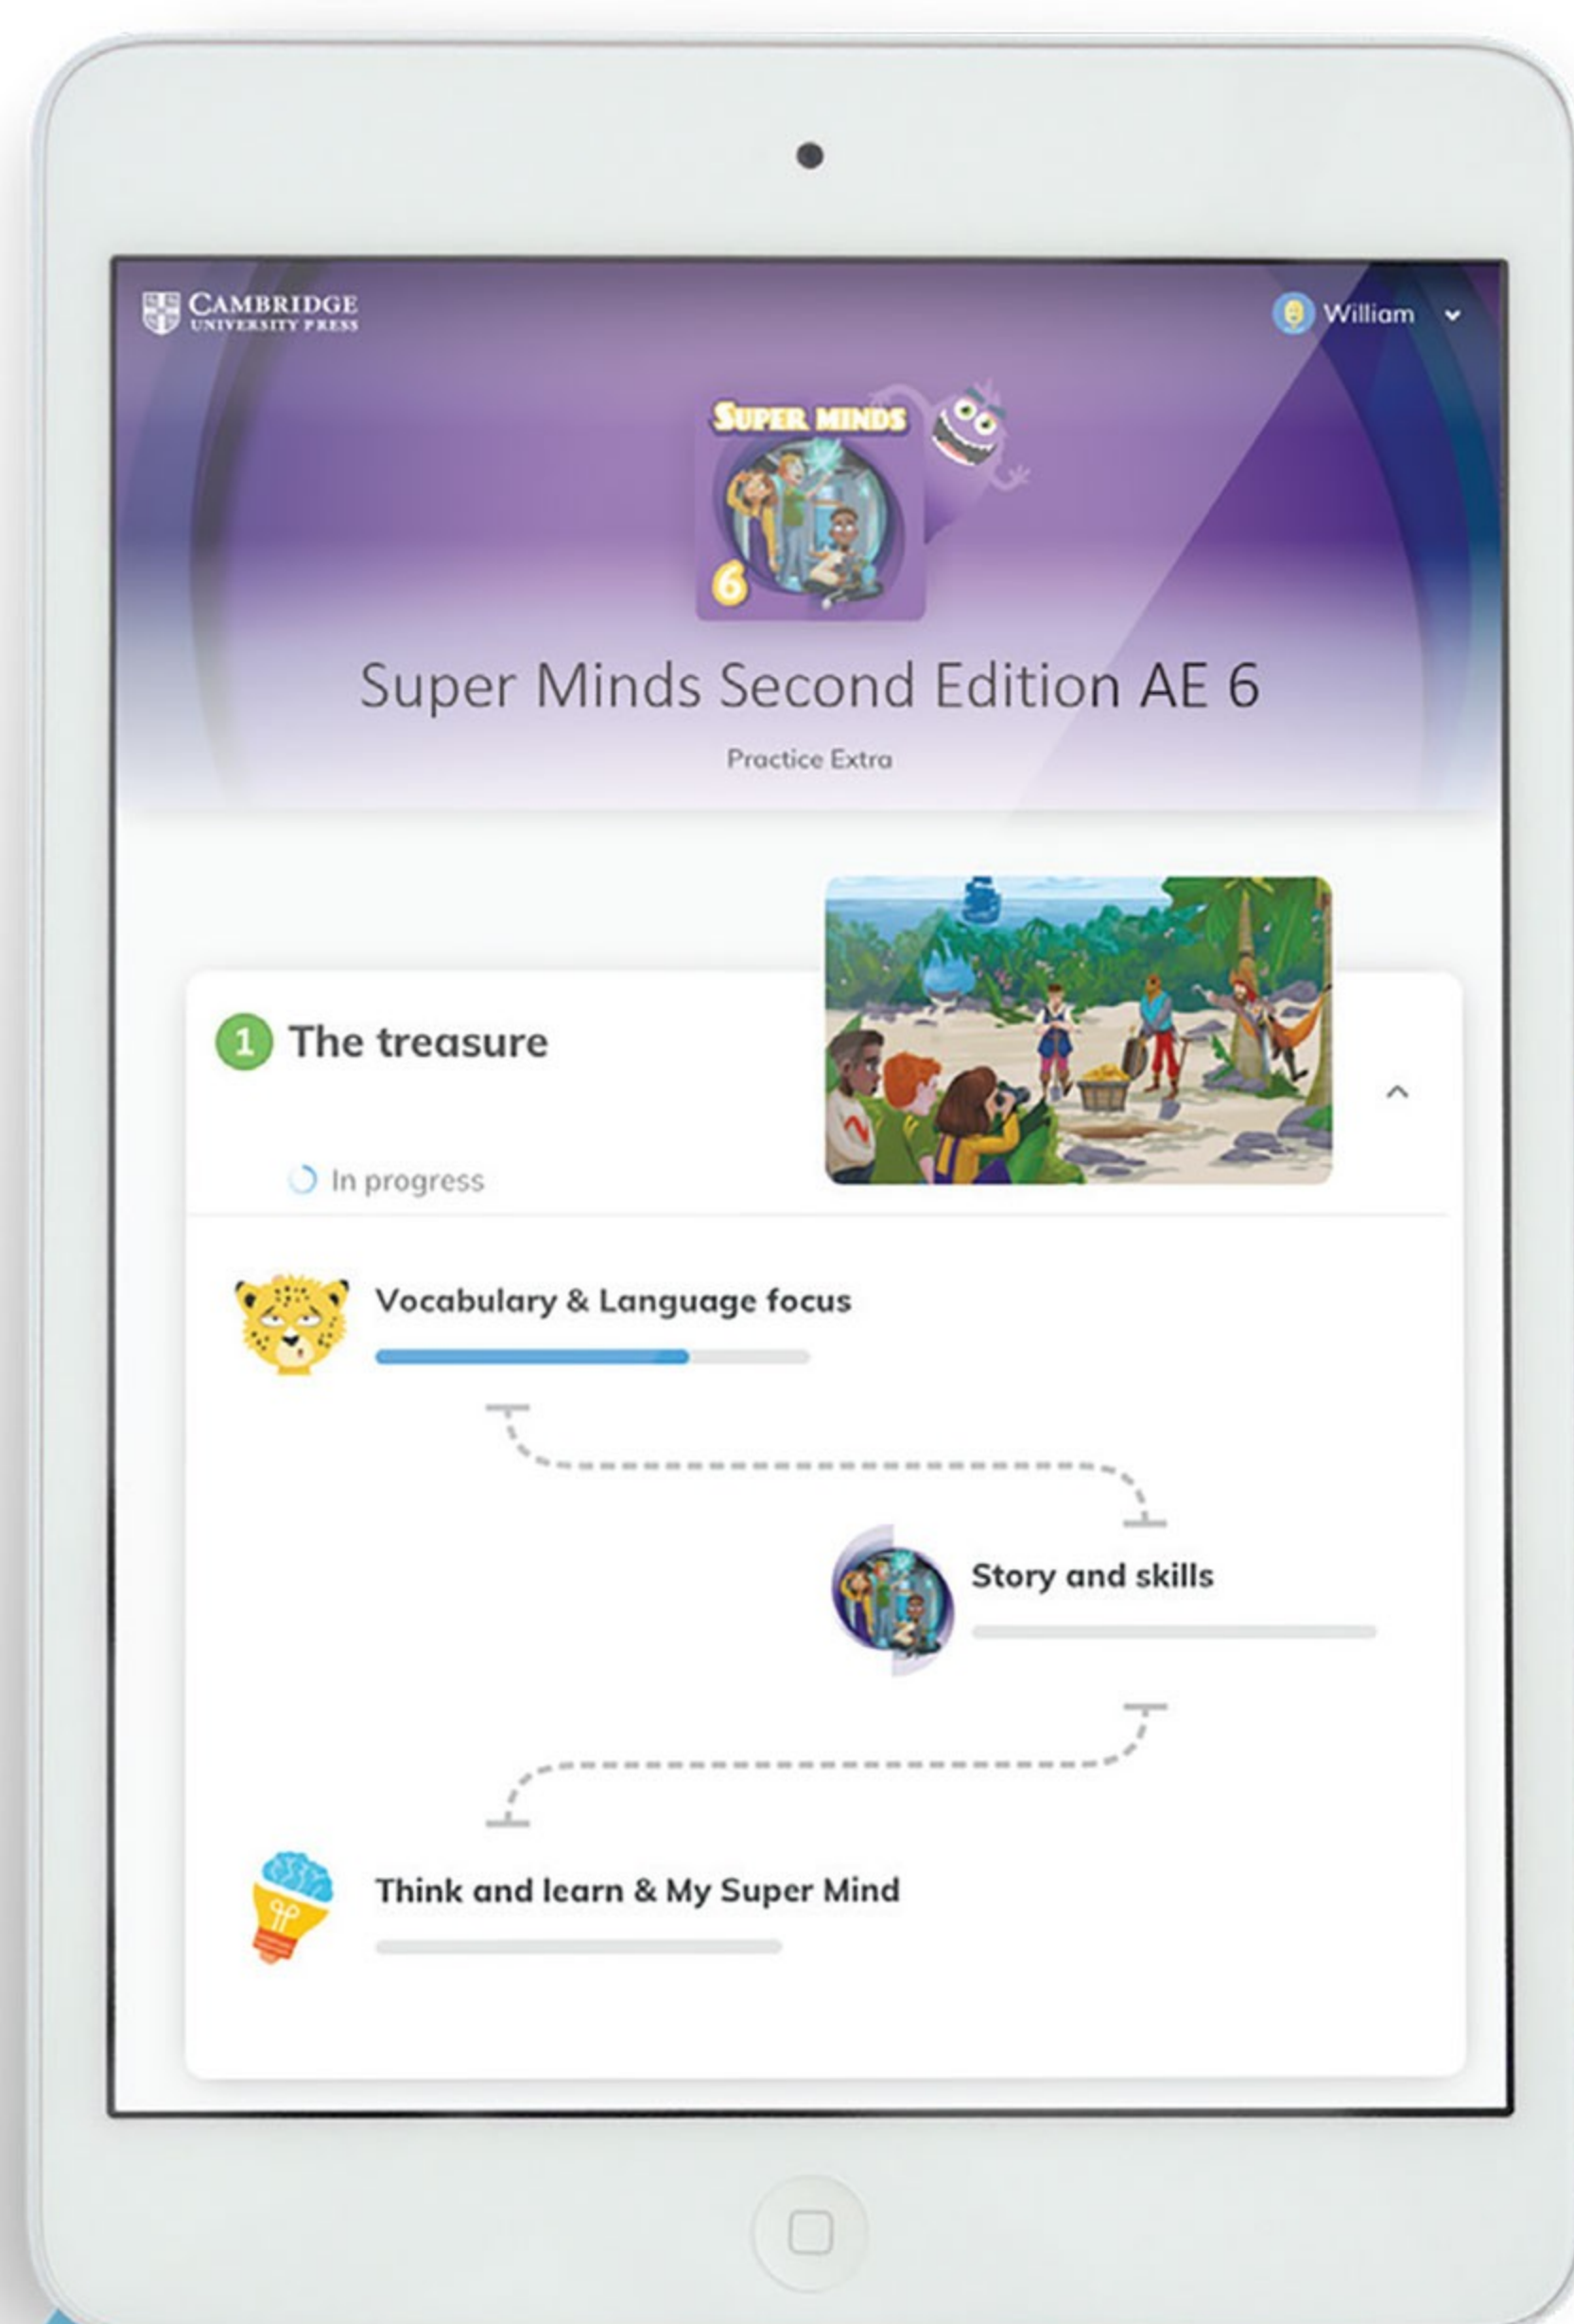 CAMBRIDGE
UNIVERSITY PRESS
William
SUPER MINDS
6
Super Minds Second Edition AE 6
Practice Extra
1 The treasure
In progress
Vocabulary & Language focus
Story and skills
Think and learn & My Super Mind